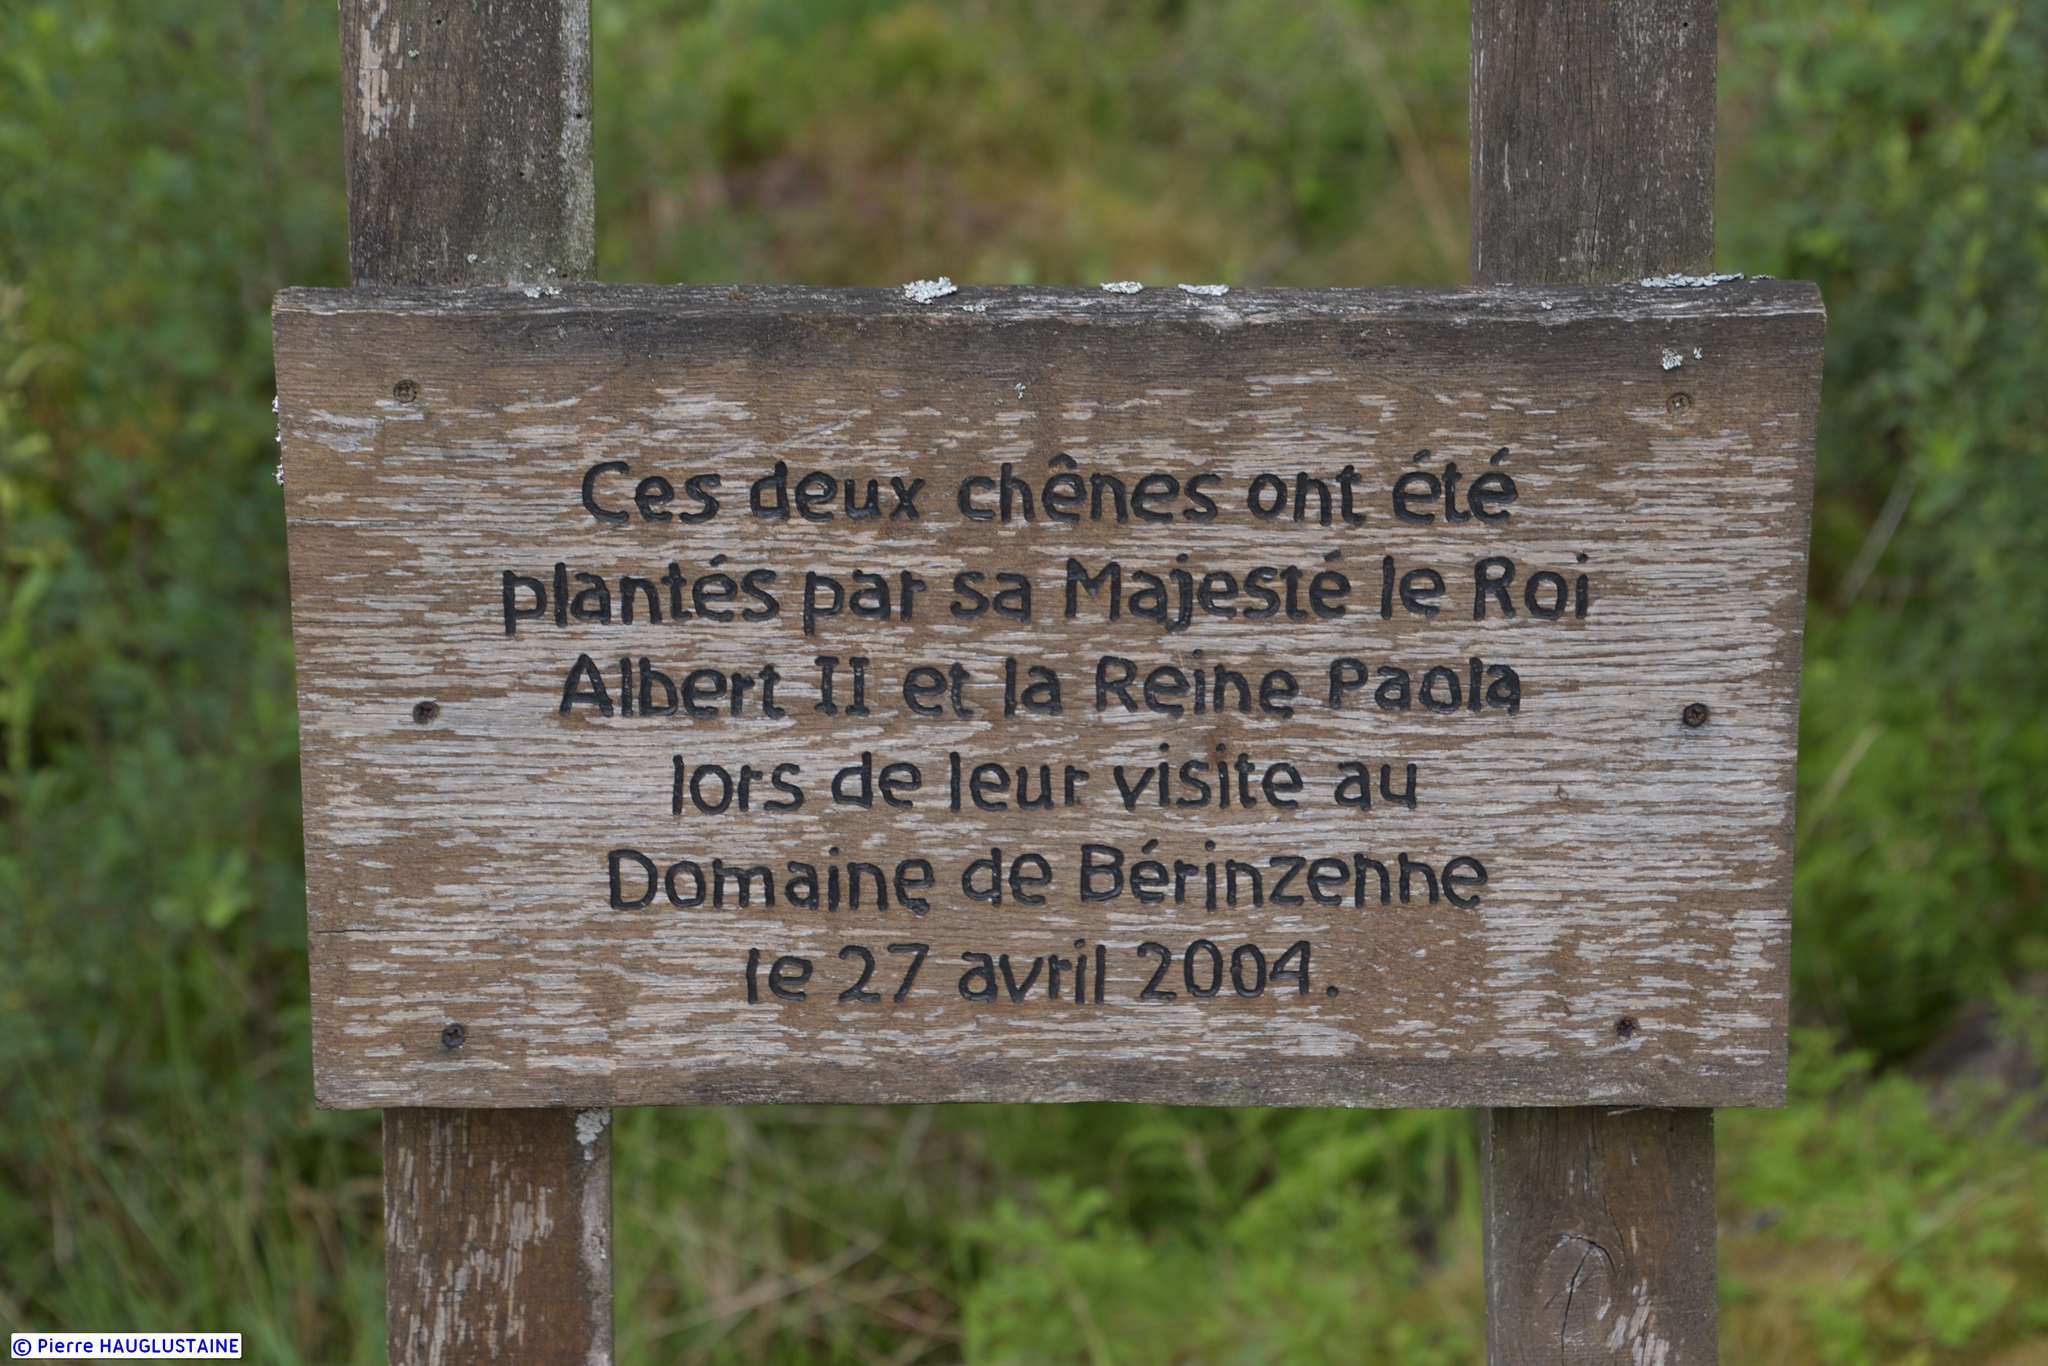 Ces deux chênes ont été
plantés par sa Majesté le Roi
Albert II et la Reine Paola
lors de leur visite au
Domaine de Bérinzenne
le 27 avril 2004.
© Pierre HAUGLUSTAINE